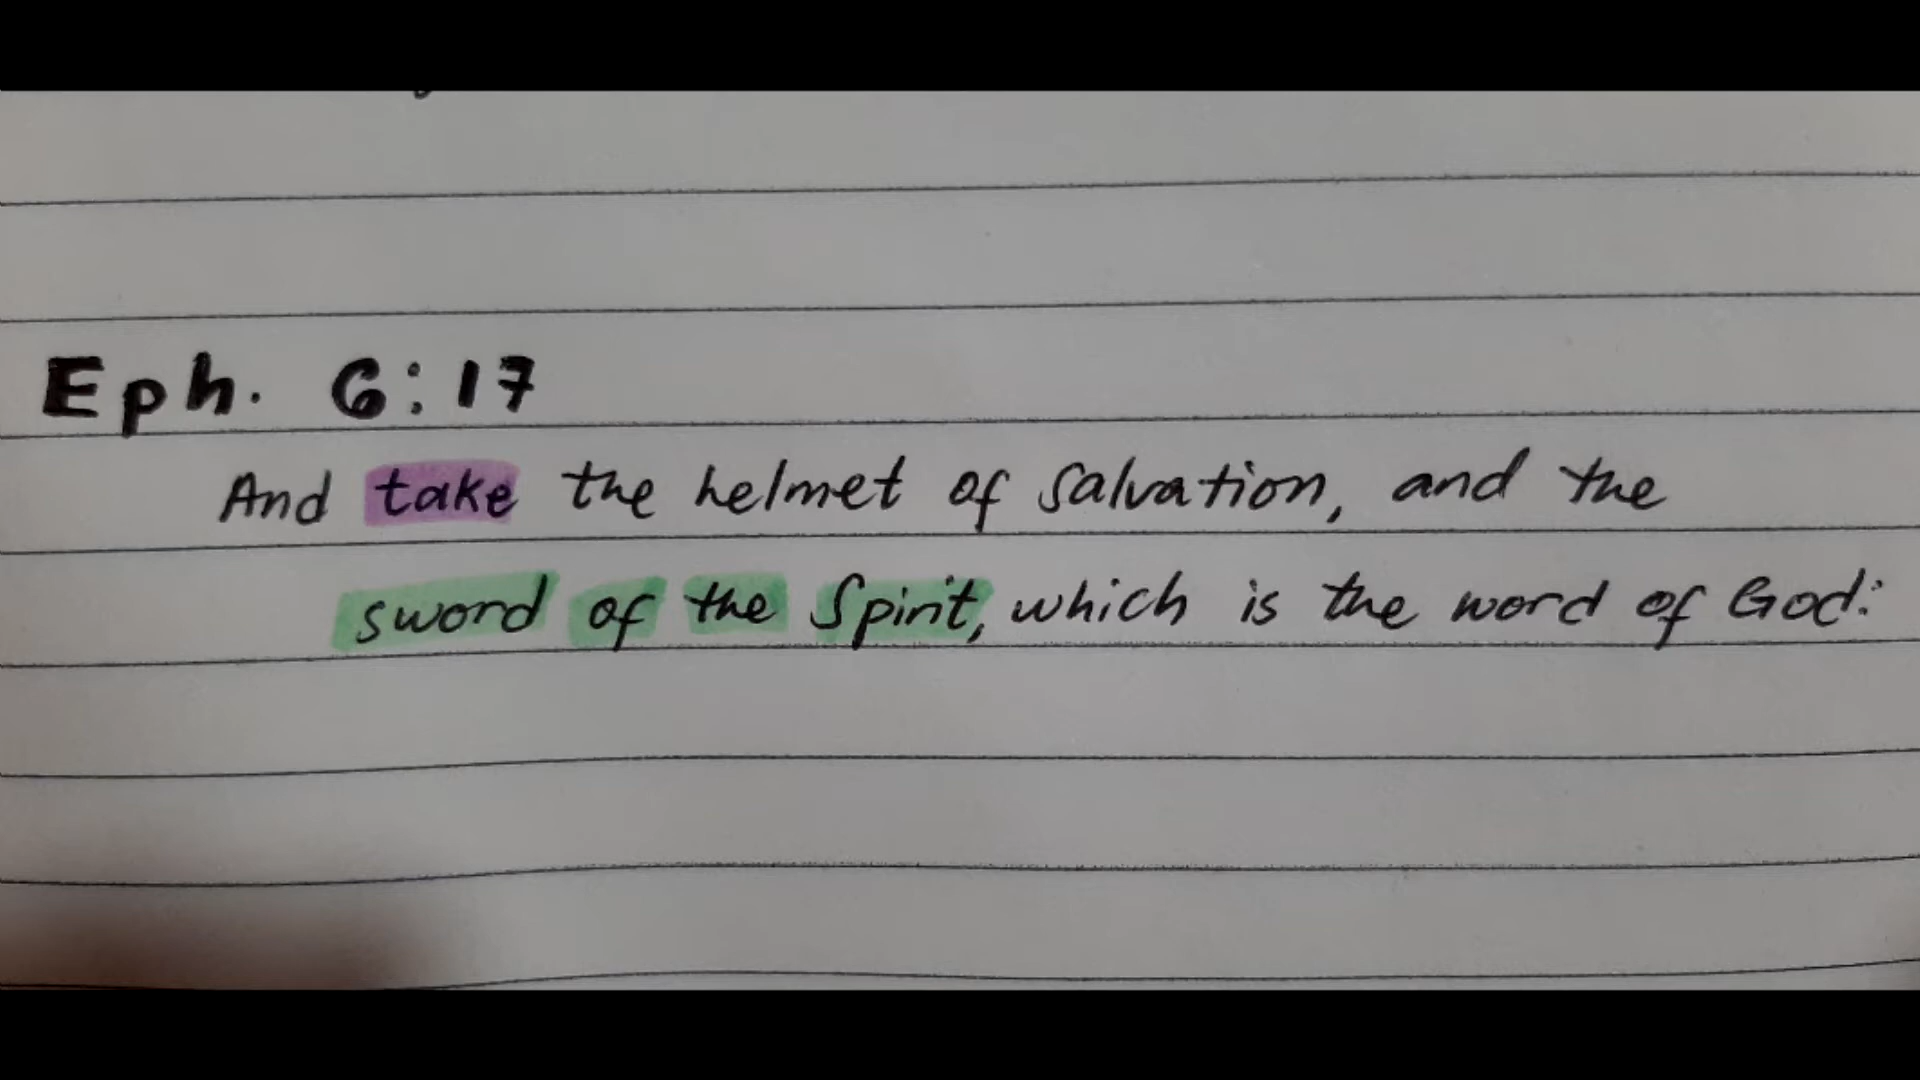 Eph. 6:17
And take the helmet of salvation, and the
sword of the Spirit, which is the word of God: